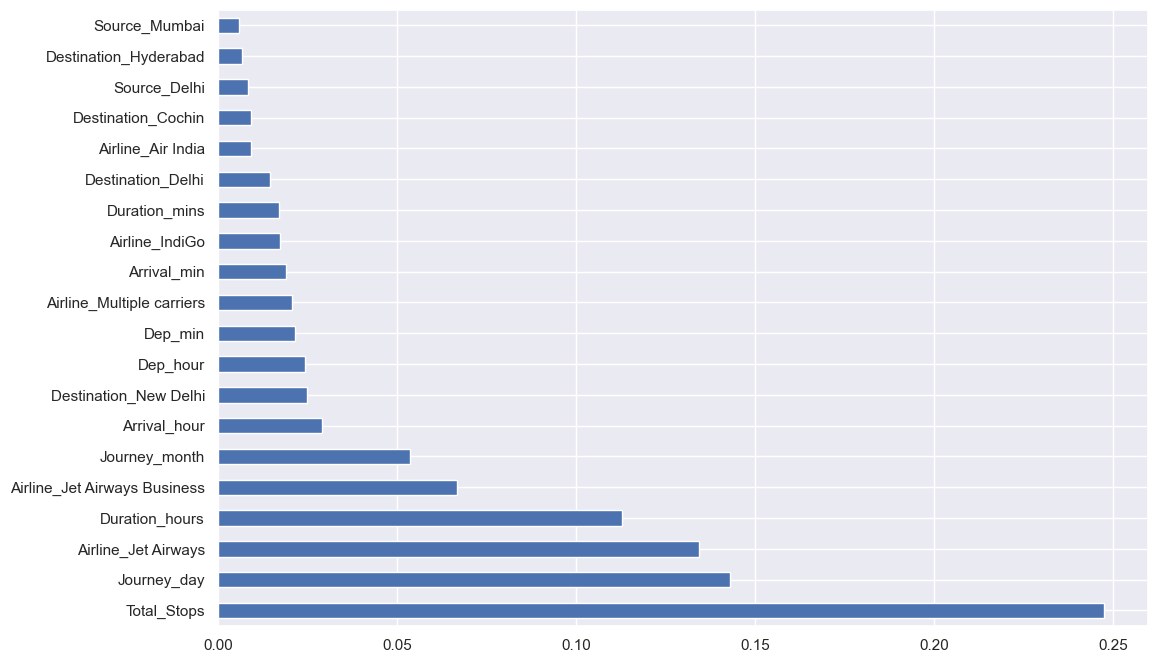 Source_Mumbai
Destination_Hyderabad
Source_Delhi
Destination_Cochin
Airline_Air India
Destination_Delhi
Duration_mins
Airline_IndiGo
Arrival_min
Airline_Multiple carriers
Dep_min
Dep_hour
Destination_New Delhi
Arrival_hour
Journey_month
Airline_Jet Airways Business
Duration_hours
Airline_Jet Airways
Journey_day
Total_Stops
0.00 0.05 0.10 0.15 0.20 0.25